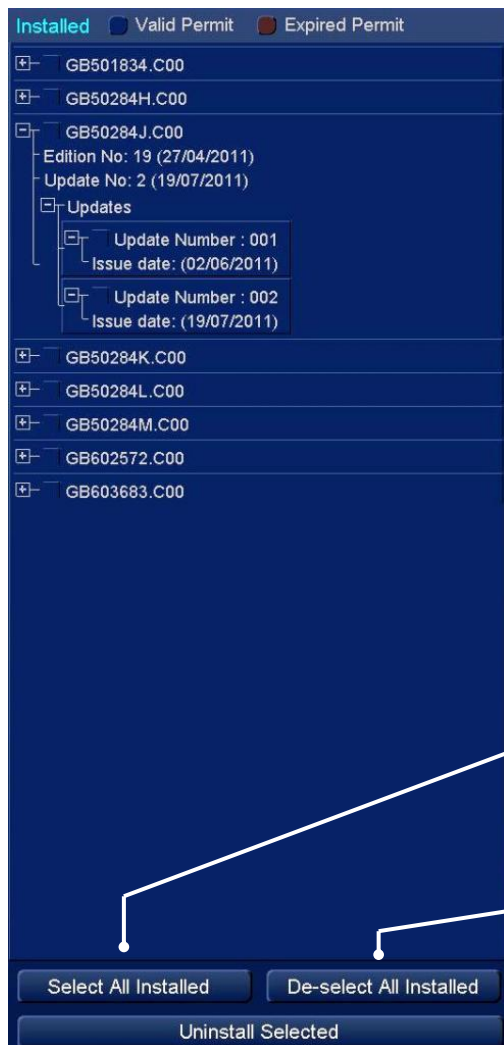 Installed Valid Permit Expired Permit
GB501834.C00
GB50284H.C00
GB50284J.C00
Edition No: 19 (27/04/2011)
Update No: 2 (19/07/2011)
Updates
Update Number : 001
Issue date: (02/06/2011)
Update Number : 002
Issue date: (19/07/2011)
GB50284K.C00
GB50284L.C00
GB50284M.C00
GB602572.C00
GB603683.C00
Select All Installed De-select All Installed
Uninstall Selected